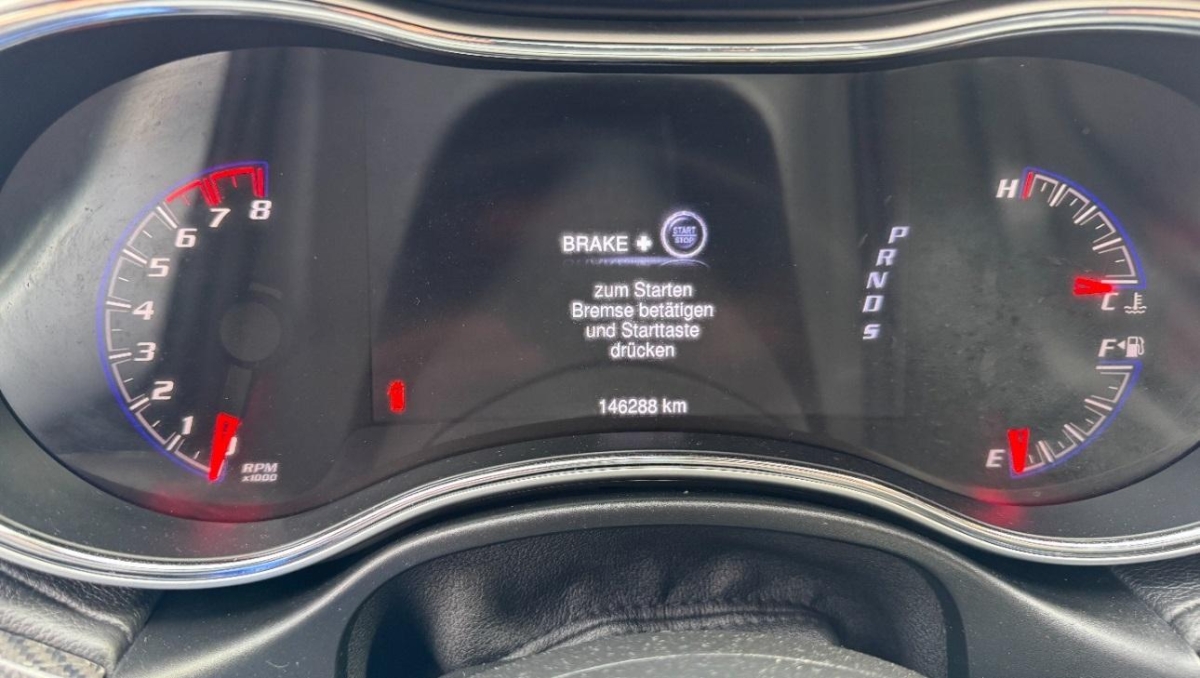 8
7
6
5
4
3
2
1
0
RPM
x1000
BRAKE + START
STOP
zum Starten
Bremse betätigen
und Starttaste
drücken
146288 km
P
R
N
D
S
H
C
F
E